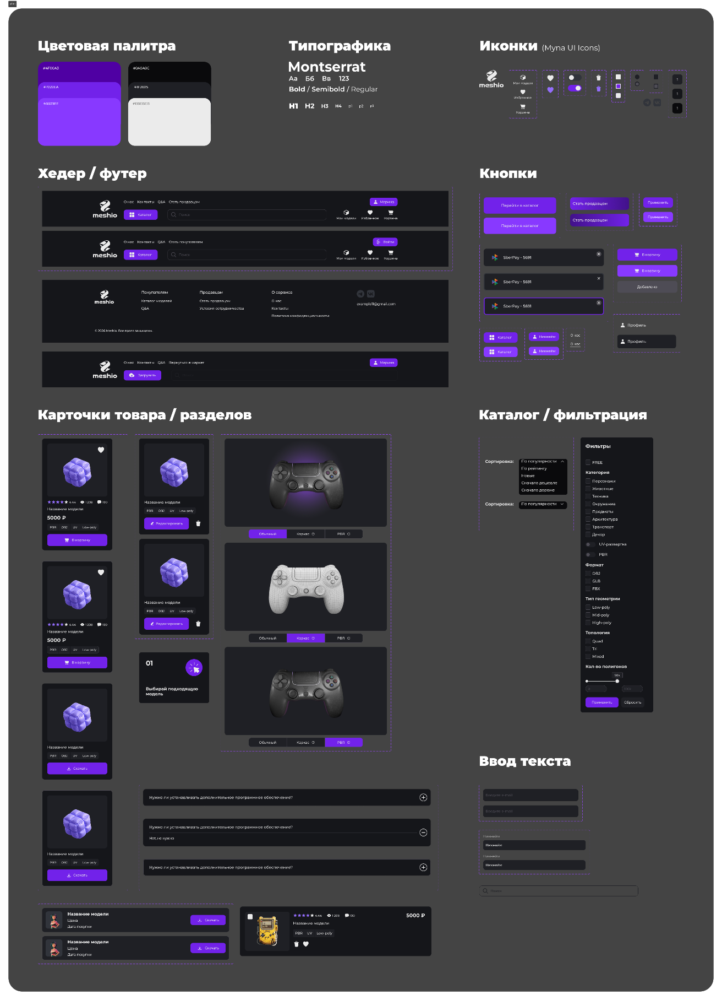 Цветовая палитра
#4F00A3
#7222EA
#8839FF
#0A0A0C
#1F2025
#EBEBEB
Типографика
Montserrat
Аа Бб Вв 123
Bold / Semibold / Regular
H1 H2 H3 H4 p1 p2 p3
Иконки (Myna UI Icons)
meshio
Мои модели
Избранное
Корзина
1
1
1
Хедер / футер
meshio
О нас Контакты Q&A Стать продавцом
Марина
Каталог
Поиск
Мои модели Избранное Корзина
meshio
О нас Контакты Q&A Стать покупателем
Войти
Каталог
Поиск
Мои модели Избранное Корзина
meshio
Покупателям
Каталог моделей
Q&A
Продавцам
Стать продавцом
Условия сотрудничества
О сервисе
О нас
Контакты
Политика конфиденциальности
example11@gmail.com
© 2026 Meshio. Все права защищены.
meshio
О нас Контакты Q&A Вернуться в маркет
Марина
Загрузить
Кнопки
Перейти в каталог
Перейти в каталог
Стать продавцом
Стать продавцом
Применить
Применить
SberPay • 5691
SberPay • 5691
SberPay • 5691
В корзину
В корзину
Добавлено
Каталог
Каталог
Никнейм
Никнейм
О нас
О нас
Профиль
Профиль
Карточки товара / разделов
4.44 1 208 100
Название модели
5000 ₽
PBR OBJ UV Low-poly
В корзину
4.44 1 208 100
Название модели
5000 ₽
PBR OBJ UV Low-poly
В корзину
Название модели
PBR OBJ UV Low-poly
Скачать
Название модели
PBR OBJ UV Low-poly
Скачать
Название модели
PBR OBJ UV Low-poly
Редактировать
Название модели
PBR OBJ UV Low-poly
Редактировать
01
Выбирай подходящую
модель
Обычный Каркас PBR
Обычный Каркас PBR
Обычный Каркас PBR
Нужно ли устанавливать дополнительное программное обеспечение?
Нужно ли устанавливать дополнительное программное обеспечение?
Нет, не нужно
Нужно ли устанавливать дополнительное программное обеспечение?
Название модели
Цена
Дата покупки
Скачать
Название модели
Цена
Дата покупки
Скачать
4.44 1 208 100
5000 ₽
Название модели
PBR UV Low-poly
Каталог / фильтрация
Сортировка:
По популярности
По рейтингу
Новые
Сначала дешевле
Сначала дороже
Сортировка:
По популярности
Фильтры
FREE
Категория
Персонажи
Животные
Техника
Окружение
Предметы
Архитектура
Транспорт
Декор
UV-развертка
PBR
Формат
OBJ
GLB
FBX
Тип геометрии
Low-poly
Mid-poly
High-poly
Топология
Quad
Tri
Mixed
Кол-во полигонов
50k
0
100k
Применить
Сбросить
Ввод текста
Введите e-mail
Введите e-mail
Никнейм
Никнейм
Никнейм
Никнейм
Поиск